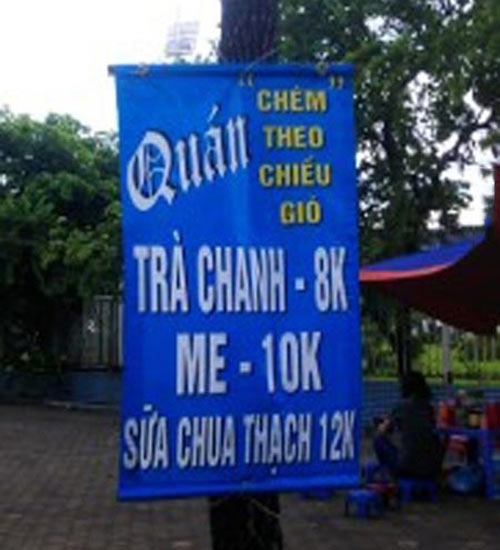 Quán
"CHÉM
THEO
CHIỀU
GIÓ"
TRÀ CHANH - 8K
ME - 10K
SỮA CHUA THẠCH 12K